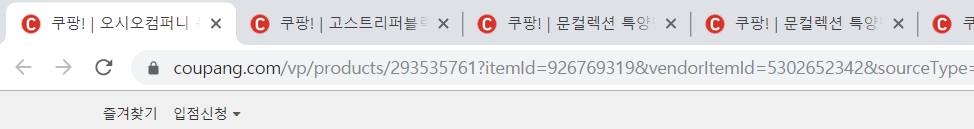 쿠팡! | 오시오컴퍼니 쿠팡! | 고스트리퍼블릭 쿠팡! | 문컬렉션 특양 쿠팡! | 문컬렉션 특양 쿠
coupang.com/vp/products/293535761?itemId=926769319&vendorItemId=5302652342&sourceType=
즐겨찾기 입점신청